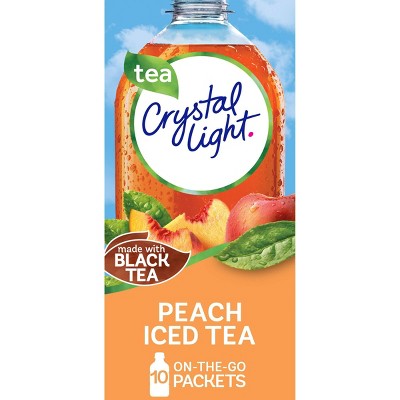 tea
Crystal
Light.
made with
BLACK
TEA
PEACH
ICED TEA
10
ON-THE-GO
PACKETS